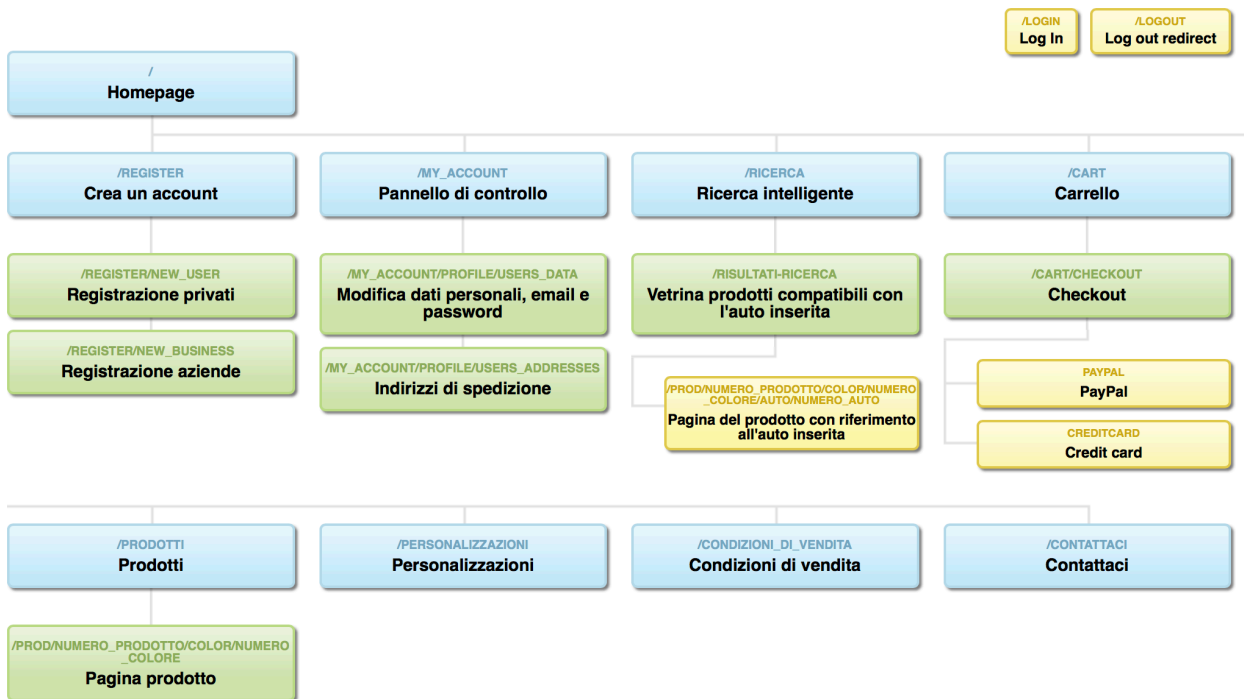 /LOGIN
Log In
/LOGOUT
Log out redirect
/
Homepage
/REGISTER
Crea un account
/MY_ACCOUNT
Pannello di controllo
/RICERCA
Ricerca intelligente
/CART
Carrello
/REGISTER/NEW_USER
Registrazione privati
/REGISTER/NEW_BUSINESS
Registrazione aziende
/MY_ACCOUNT/PROFILE/USERS_DATA
Modifica dati personali, email e
password
/MY_ACCOUNT/PROFILE/USERS_ADDRESSES
Indirizzi di spedizione
/RISULTATI-RICERCA
Vetrina prodotti compatibili con
l'auto inserita
/PROD/NUMERO_PRODOTTO/COLOR/NUMERO
_COLORE/AUTO/NUMERO_AUTO
Pagina del prodotto con riferimento
all'auto inserita
/CART/CHECKOUT
Checkout
PAYPAL
PayPal
CREDITCARD
Credit card
/PRODOTTI
Prodotti
/PERSONALIZZAZIONI
Personalizzazioni
/CONDIZIONI_DI_VENDITA
Condizioni di vendita
/CONTATTACI
Contattaci
/PROD/NUMERO_PRODOTTO/COLOR/NUMERO
_COLORE
Pagina prodotto